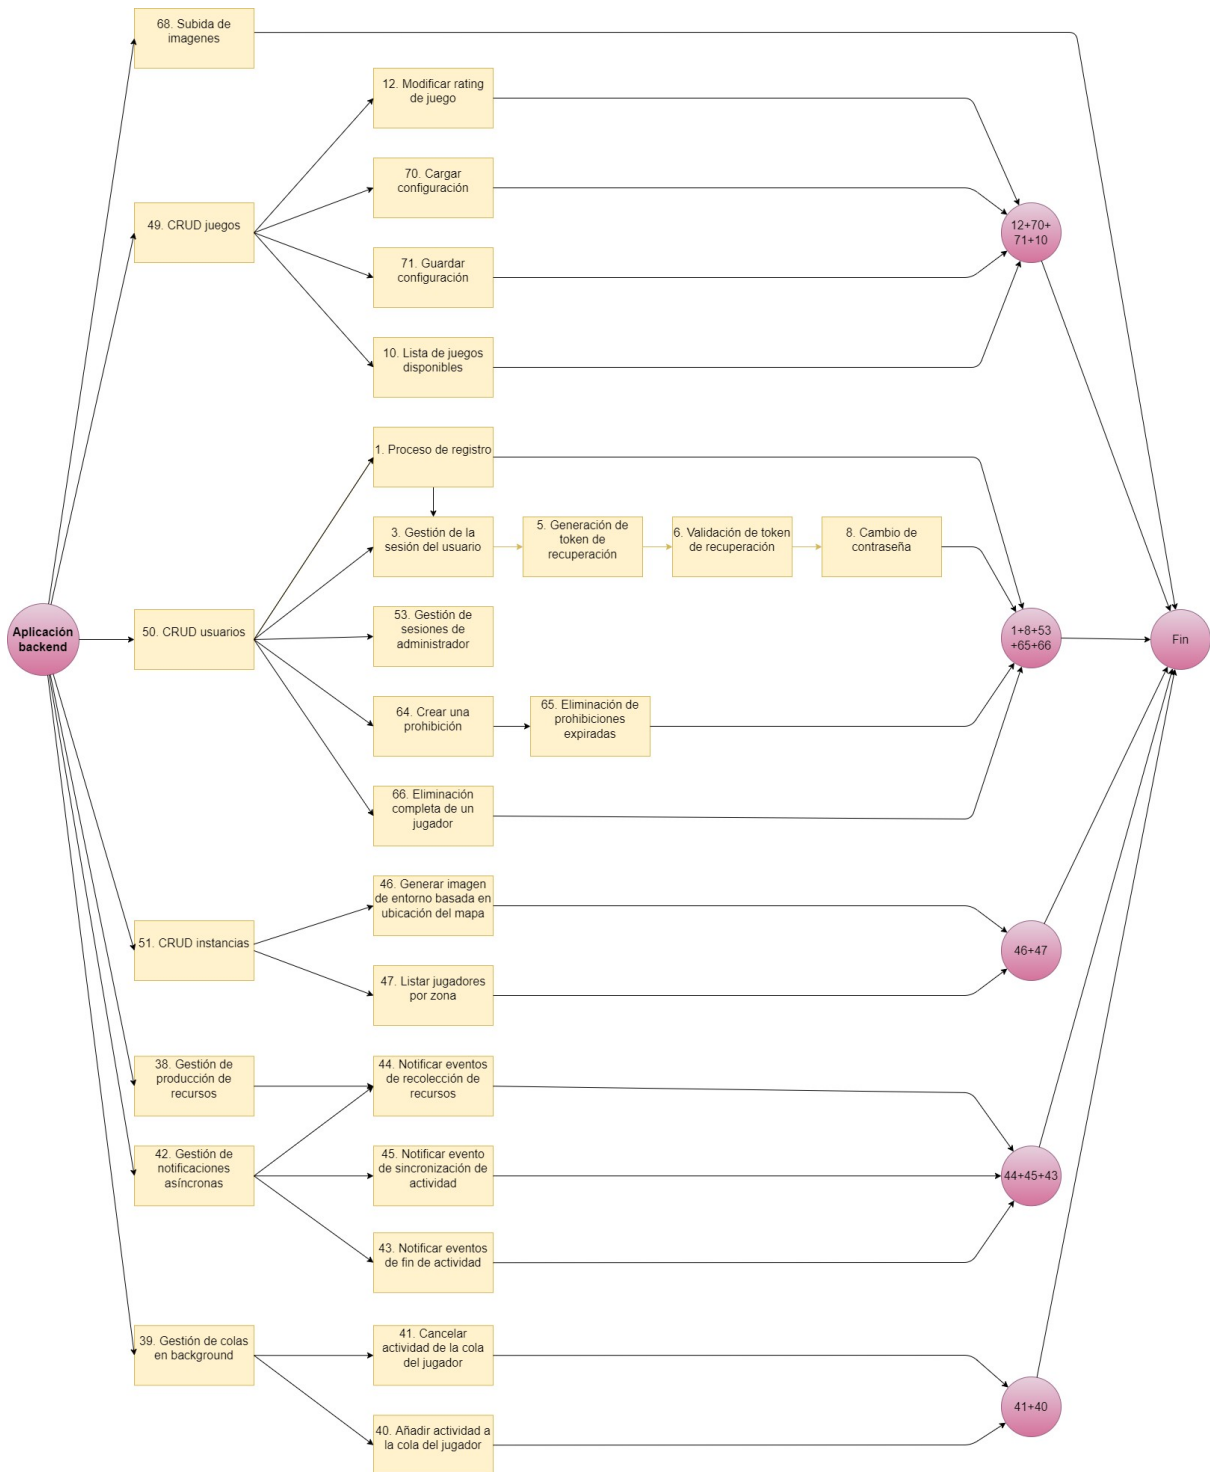 68. Subida de
imagenes
12. Modificar rating
de juego
70. Cargar
configuración
49. CRUD juegos
12+70+
71+10
71. Guardar
configuración
10. Lista de juegos
disponibles
1. Proceso de registro
3. Gestión de la
sesión del usuario
5. Generación de
token de
recuperación
6. Validación de token
de recuperación
8. Cambio de
contraseña
Aplicación
backend
50. CRUD usuarios
53. Gestión de
sesiones de
administrador
1+8+53
+65+66
Fin
64. Crear una
prohibición
65. Eliminación de
prohibiciones
expiradas
66. Eliminación
completa de un
jugador
46. Generar imagen
de entorno basada en
ubicación del mapa
51. CRUD instancias
46+47
47. Listar jugadores
por zona
38. Gestión de
producción de
recursos
44. Notificar eventos
de recolección de
recursos
42. Gestión de
notificaciones
asíncronas
45. Notificar evento
de sincronización de
actividad
44+45+43
43. Notificar eventos
de fin de actividad
39. Gestión de colas
en background
41. Cancelar
actividad de la cola
del jugador
41+40
40. Añadir actividad a
la cola del jugador